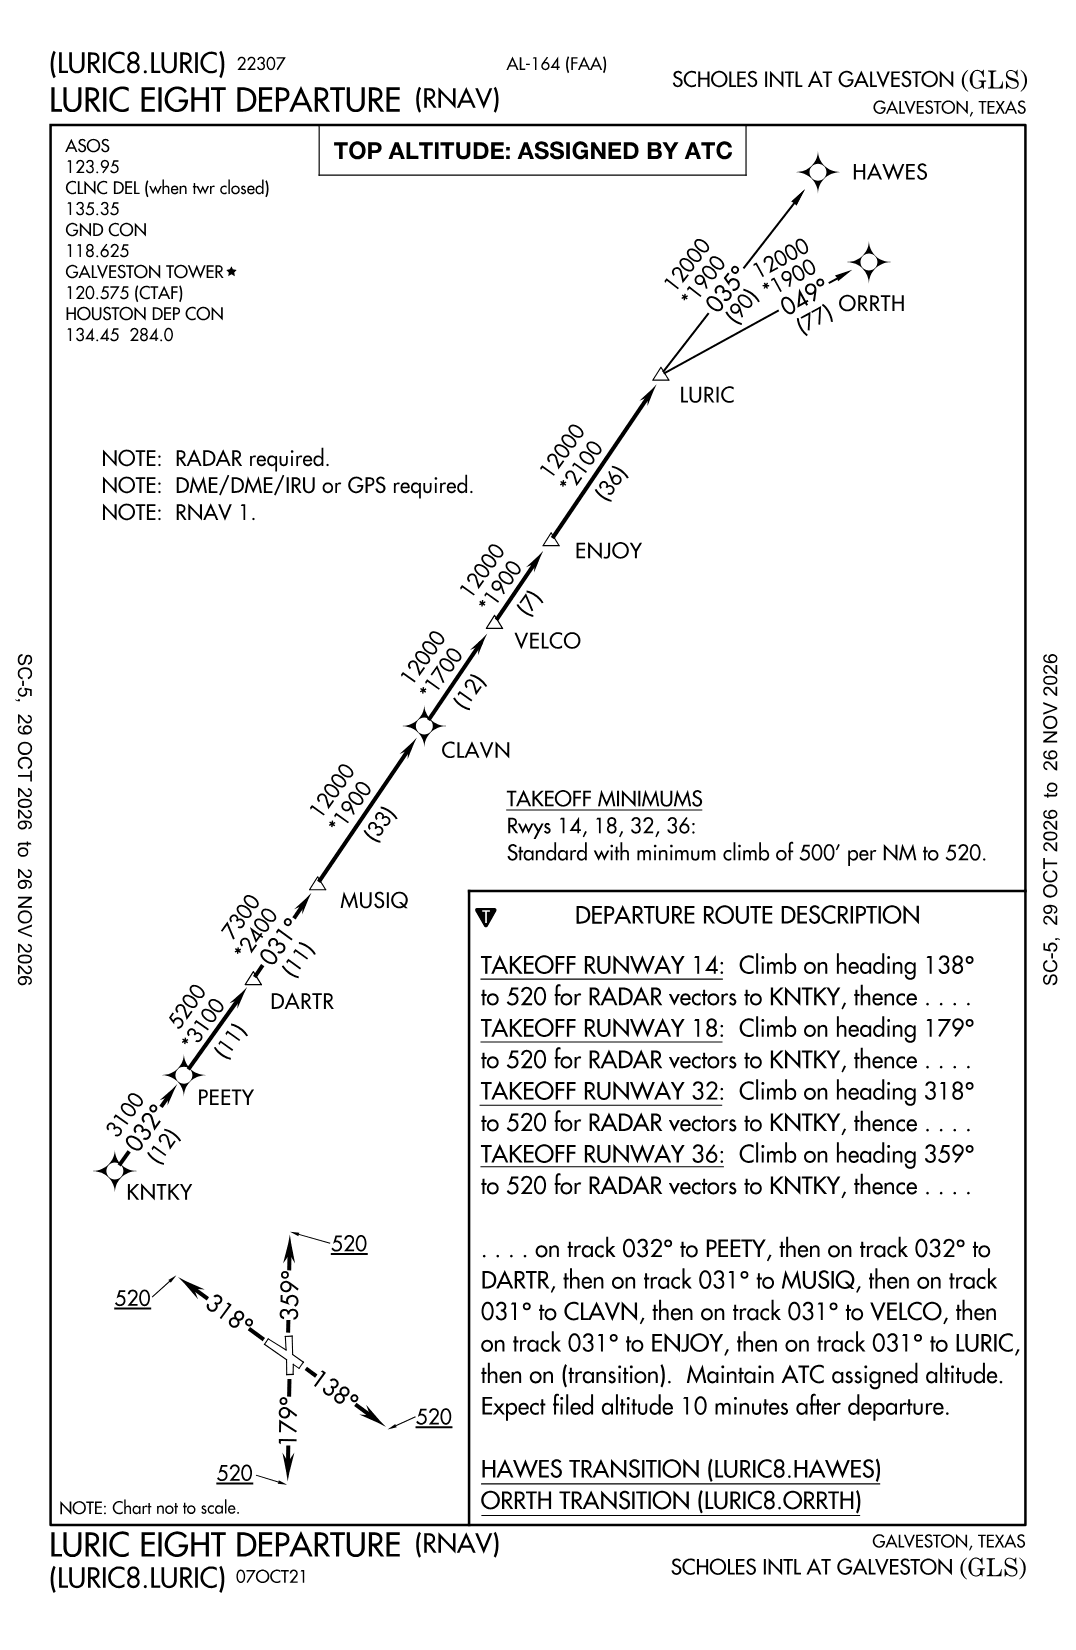 (LURIC8.LURIC) 22307
AL-164 (FAA)
SCHOLES INTL AT GALVESTON (GLS)
LURIC EIGHT DEPARTURE (RNAV)
GALVESTON, TEXAS
TOP ALTITUDE: ASSIGNED BY ATC
ASOS
123.95
CLNC DEL (when twr closed)
135.35
GND CON
118.625
GALVESTON TOWER★
120.575 (CTAF)
HOUSTON DEP CON
134.45 284.0
HAWES
12000
*1900
035°
(90)
12000
*1900
049°
(77)
ORRTH
LURIC
NOTE: RADAR required.
NOTE: DME/DME/IRU or GPS required.
NOTE: RNAV 1.
12000
*2100
(36)
ENJOY
12000
*1900
(7)
VELCO
12000
*1700
(12)
CLAVN
12000
*1900
(33)
MUSIQ
7300
*2400
031°
(11)
DARTR
5200
*3100
(11)
PEETY
3100
032°
(12)
KNTKY
SC-5, 29 OCT 2026 to 26 NOV 2026
SC-5, 29 OCT 2026 to 26 NOV 2026
TAKEOFF MINIMUMS
Rwys 14, 18, 32, 36:
Standard with minimum climb of 500′ per NM to 520.
T
DEPARTURE ROUTE DESCRIPTION
TAKEOFF RUNWAY 14: Climb on heading 138°
to 520 for RADAR vectors to KNTKY, thence . . . .
TAKEOFF RUNWAY 18: Climb on heading 179°
to 520 for RADAR vectors to KNTKY, thence . . . .
TAKEOFF RUNWAY 32: Climb on heading 318°
to 520 for RADAR vectors to KNTKY, thence . . . .
TAKEOFF RUNWAY 36: Climb on heading 359°
to 520 for RADAR vectors to KNTKY, thence . . . .
. . . . on track 032° to PEETY, then on track 032° to
DARTR, then on track 031° to MUSIQ, then on track
031° to CLAVN, then on track 031° to VELCO, then
on track 031° to ENJOY, then on track 031° to LURIC,
then on (transition). Maintain ATC assigned altitude.
Expect filed altitude 10 minutes after departure.
HAWES TRANSITION (LURIC8.HAWES)
ORRTH TRANSITION (LURIC8.ORRTH)
520
359°
520
318°
138°
520
179°
520
NOTE: Chart not to scale.
LURIC EIGHT DEPARTURE (RNAV)
(LURIC8.LURIC) 07OCT21
GALVESTON, TEXAS
SCHOLES INTL AT GALVESTON (GLS)